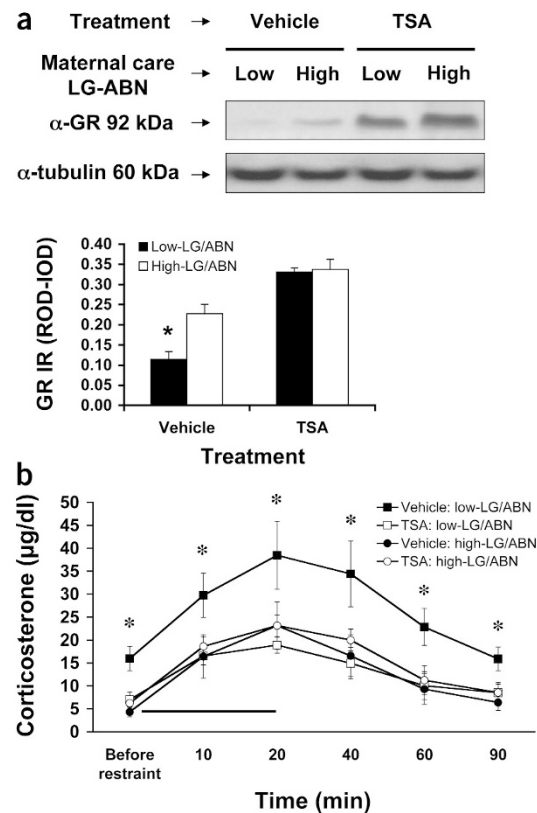 a
Treatment → Vehicle TSA
Maternal care → Low High Low High
LG-ABN
α-GR 92 kDa →
α-tubulin 60 kDa →
Low-LG/ABN
High-LG/ABN
GR IR (ROD-IOD)
0.40
0.35
0.30
0.25
0.20
0.15
0.10
0.05
0.00
*
Vehicle TSA
Treatment
b
Corticosterone (µg/dl)
50
45
40
35
30
25
20
15
10
5
0
* * * * * *
Vehicle: low-LG/ABN
TSA: low-LG/ABN
Vehicle: high-LG/ABN
TSA: high-LG/ABN
Before restraint 10 20 40 60 90
Time (min)